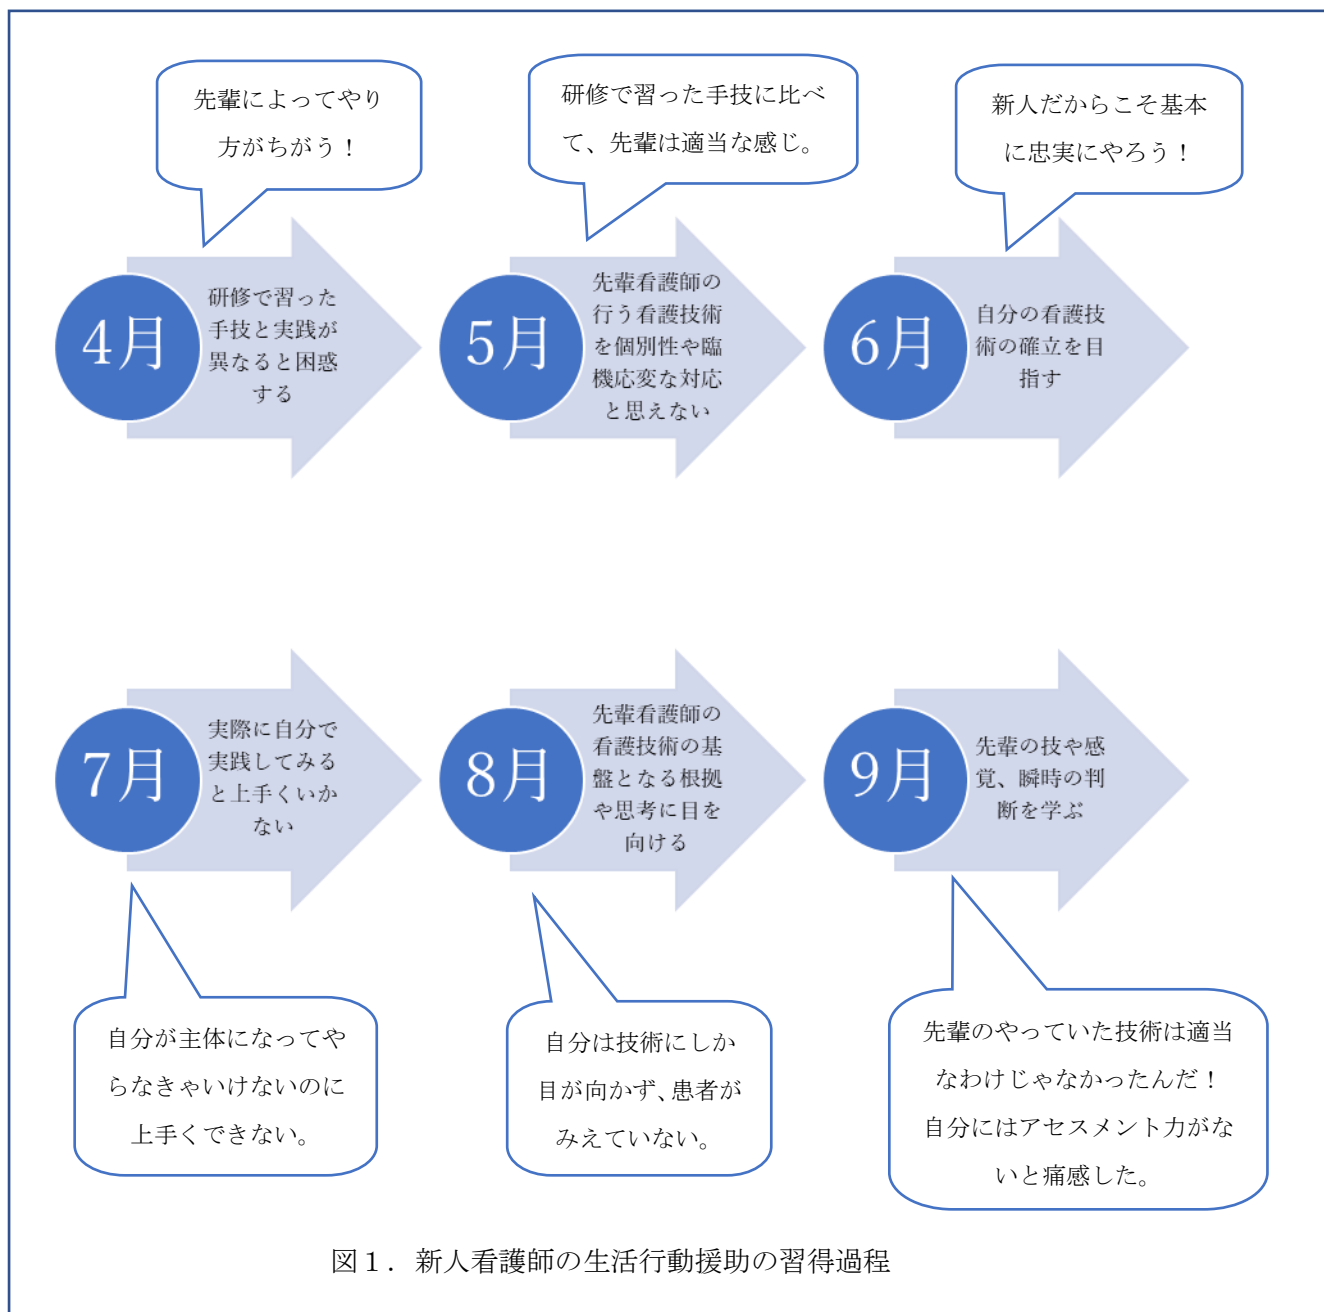 先輩によってやり
方がちがう！
研修で習った手技に比べ
て、先輩は適当な感じ。
新人だからこそ基本
に忠実にやろう！
4月
研修で習った
手技と実践が
異なると困惑
する
5月
先輩看護師の
行う看護技術
を個別性や臨
機応変な対応
と思えない
6月
自分の看護技
術の確立を目
指す
7月
実際に自分で
実践してみる
と上手くいか
ない
8月
先輩看護師の
看護技術の基
盤となる根拠
や思考に目を
向ける
9月
先輩の技や感
覚、瞬時の判
断を学ぶ
自分が主体になってや
らなきゃいけないのに
上手くできない。
自分は技術にしか
目が向かず、患者が
みえていない。
先輩のやっていた技術は適当
なわけじゃなかったんだ！
自分にはアセスメント力がな
いと痛感した。
図１．新人看護師の生活行動援助の習得過程